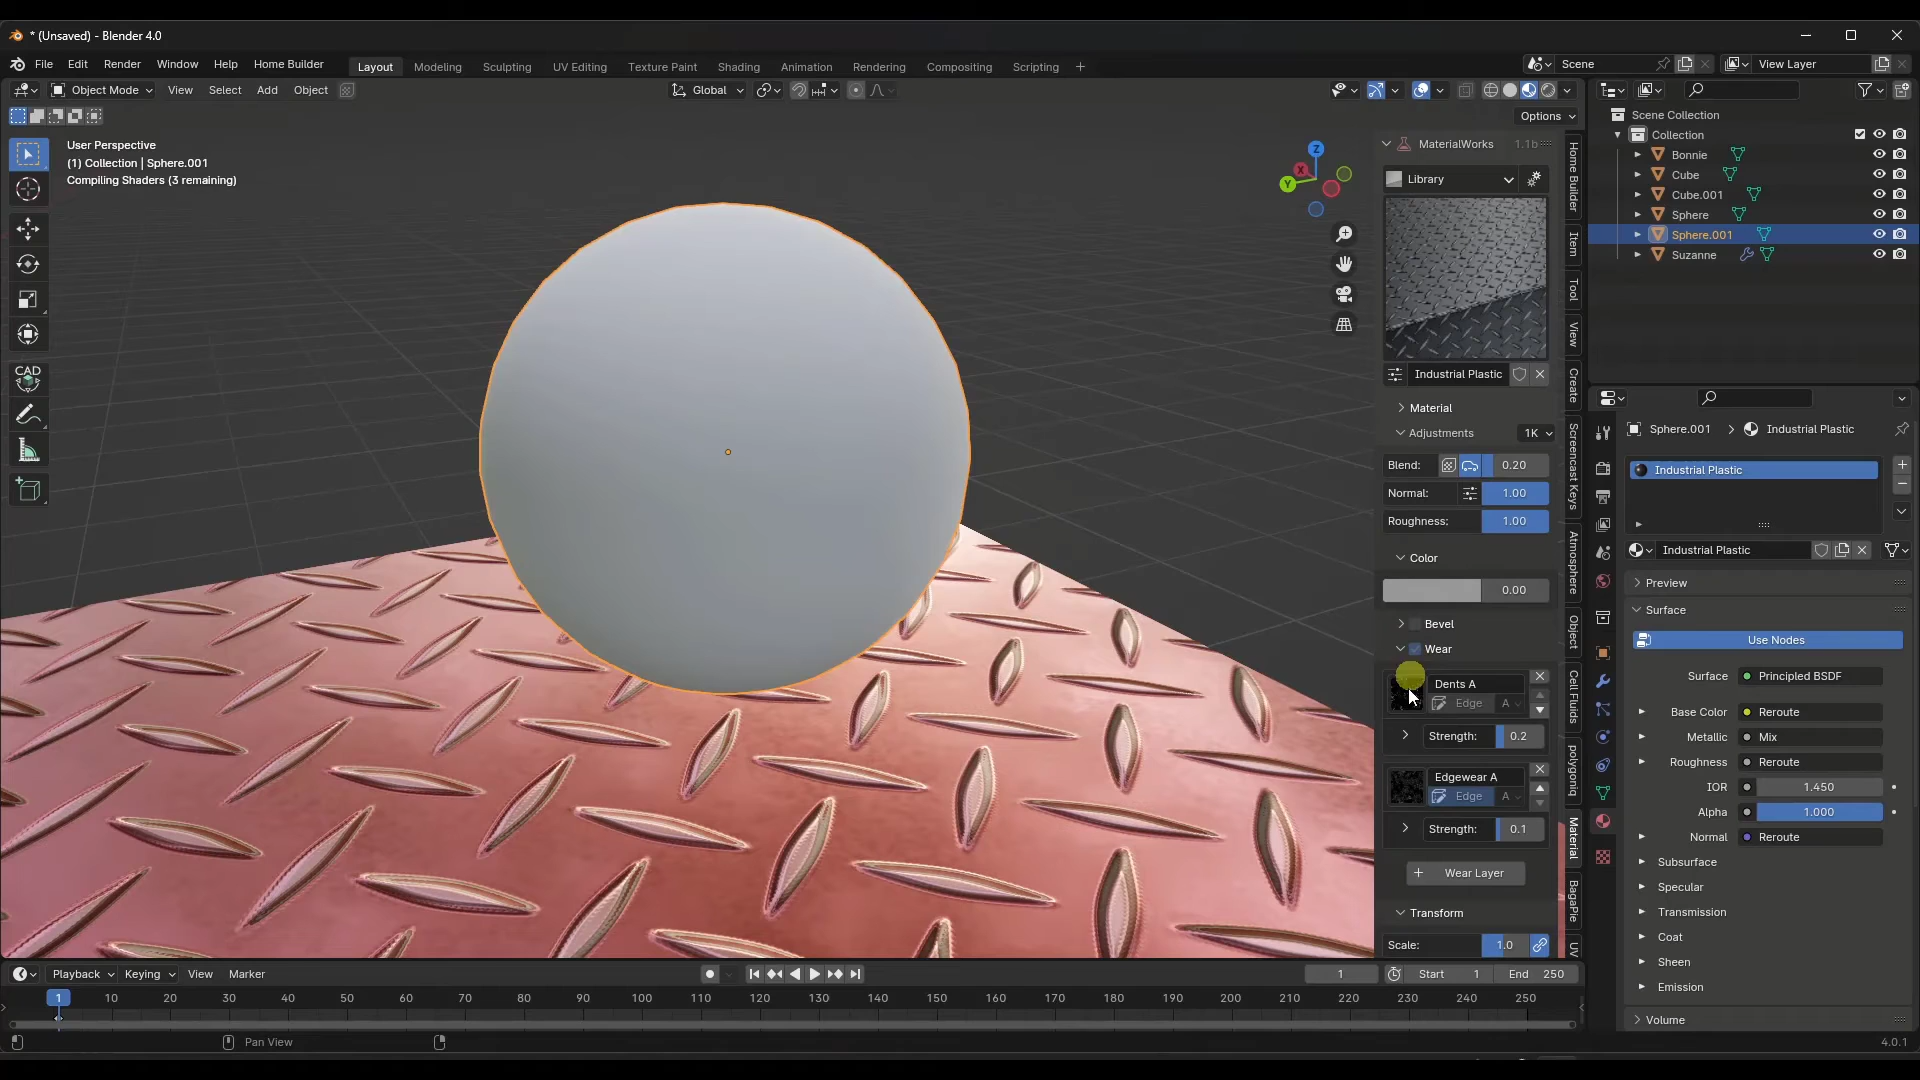 * (Unsaved) - Blender 4.0
File Edit Render Window Help Home Builder
Layout Modeling Sculpting UV Editing Texture Paint Shading Animation Rendering Compositing Scripting +
Scene View Layer
Object Mode View Select Add Object Global
Options
User Perspective
(1) Collection | Sphere.001
Compiling Shaders (3 remaining)
Z
X
Y
CAD
MaterialWorks 1.1b
Library
Industrial Plastic
Material
Adjustments 1K
Blend: 0.20
Normal: 1.00
Roughness: 1.00
Color
0.00
Bevel
Wear
Dents A
Edge A
Strength: 0.2
Edgewear A
Edge A
Strength: 0.1
+ Wear Layer
Transform
Scale: 1.0
Home Builder
Item
Tool
View
Create
Screencast Keys
Atmosphere
Object
Cell Fluids
polygoniq
Material
BagaPie
UV
Scene Collection
Collection
Bonnie
Cube
Cube.001
Sphere
Sphere.001
Suzanne
Sphere.001 > Industrial Plastic
Industrial Plastic
Industrial Plastic
Preview
Surface
Use Nodes
Surface Principled BSDF
Base Color Reroute
Metallic Mix
Roughness Reroute
IOR 1.450
Alpha 1.000
Normal Reroute
Subsurface
Specular
Transmission
Coat
Sheen
Emission
Volume
Playback Keying View Marker
1 Start 1 End 250
1 10 20 30 40 50 60 70 80 90 100 110 120 130 140 150 160 170 180 190 200 210 220 230 240 250
Pan View
4.0.1